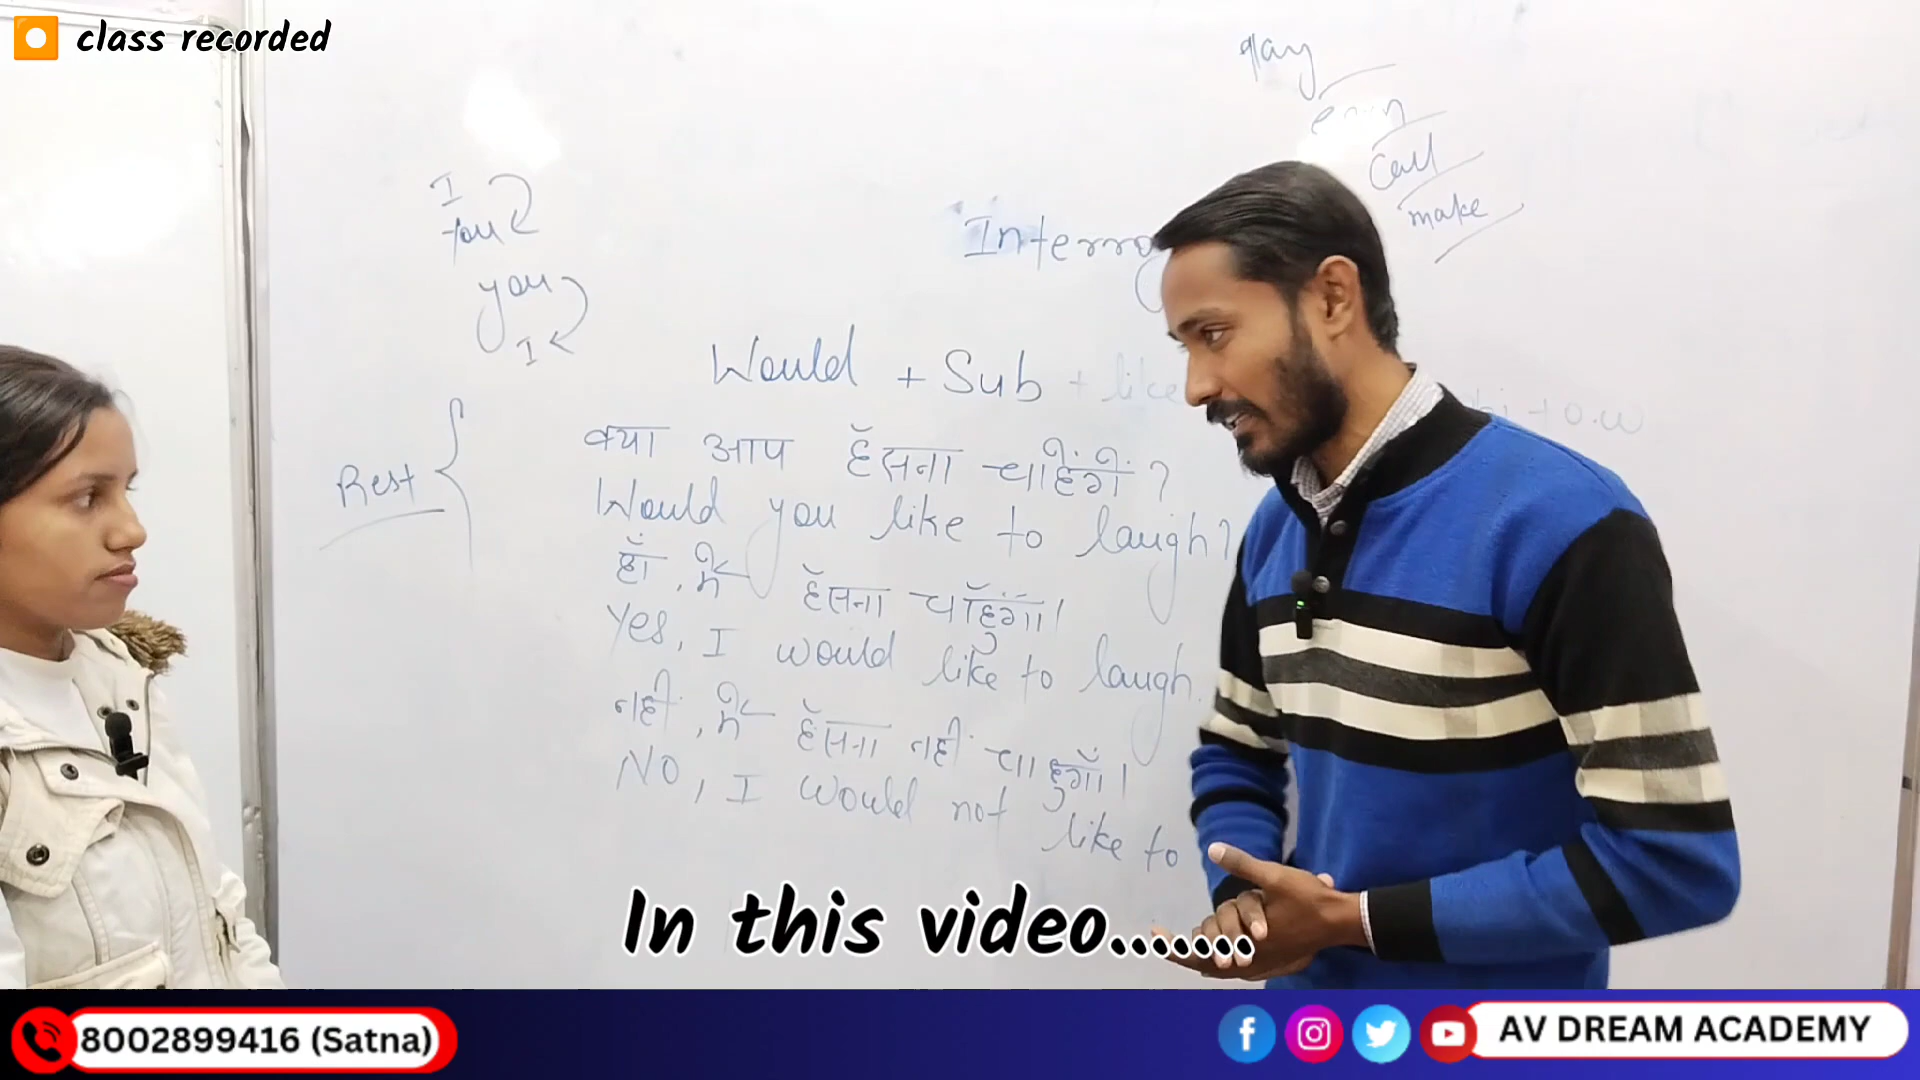 class recorded
play
call
make
I
you
you
I
Interro
Would + Sub + like
+ O.W
Rest
क्या आप हँसना चाहेंगें ?
Would you like to laugh?
हाँ, मैं हँसना चाँहुगाँ।
Yes, I would like to laugh.
नहीं, मैं हँसना नहीं चाहुगाँ।
No, I would not like to
In this video.......
8002899416 (Satna)
AV DREAM ACADEMY